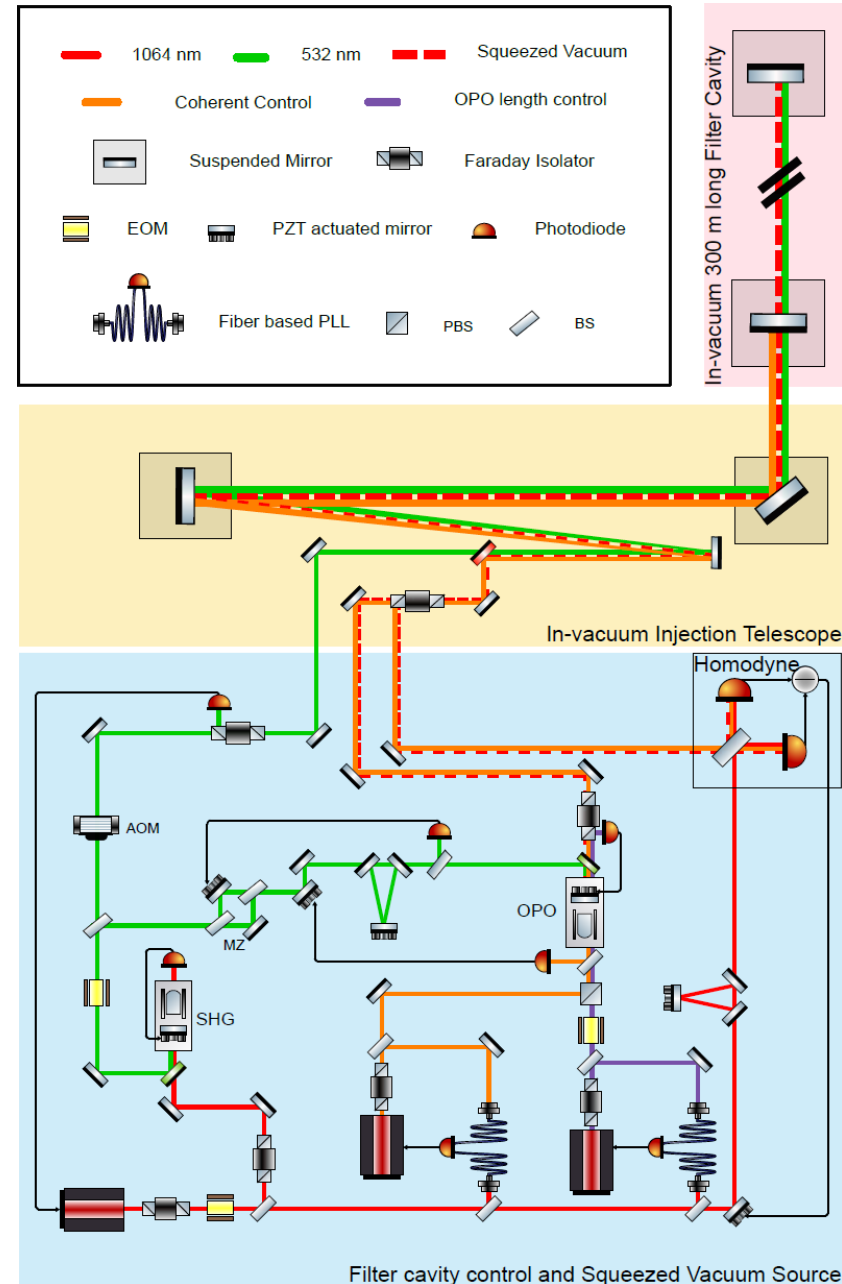 1064 nm
532 nm
Squeezed Vacuum
Coherent Control
OPO length control
Suspended Mirror
Faraday Isolator
EOM
PZT actuated mirror
Photodiode
Fiber based PLL
PBS
BS
In-vacuum 300 m long Filter Cavity
In-vacuum Injection Telescope
Homodyne
AOM
OPO
MZ
SHG
Filter cavity control and Squeezed Vacuum Source